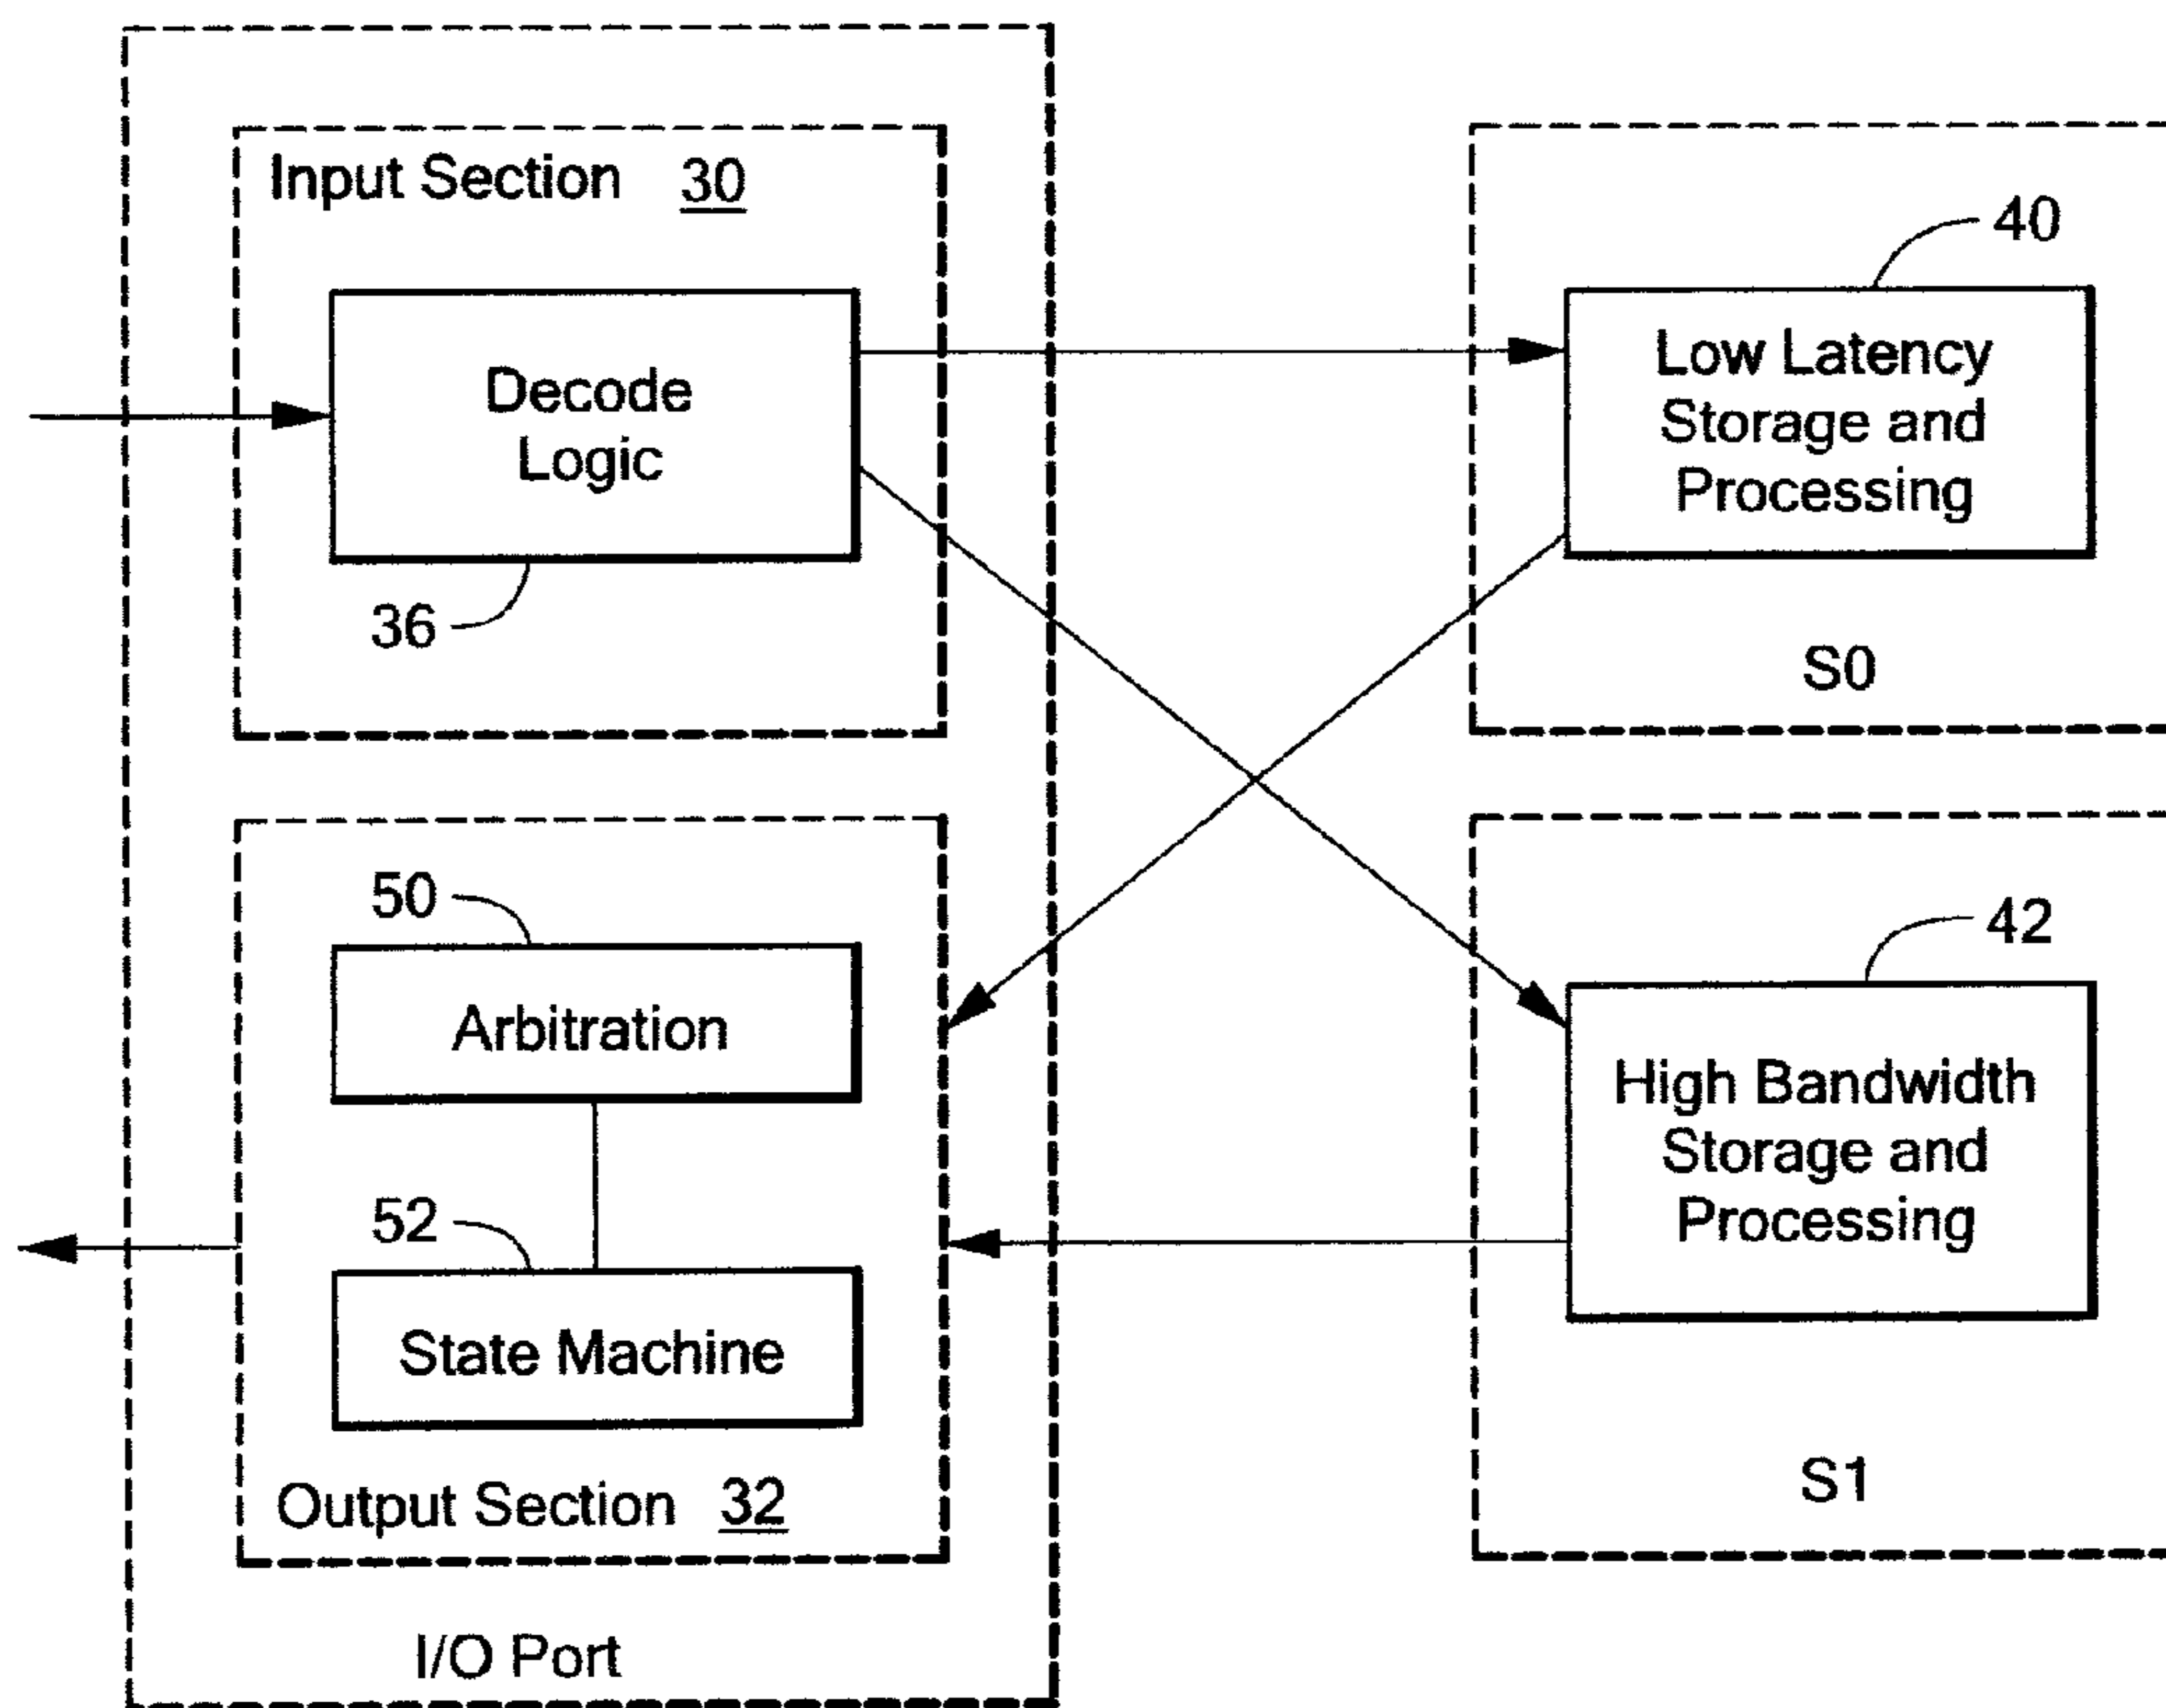 Input Section 30
Decode
Logic
36
40
Low Latency
Storage and
Processing
S0
50
Arbitration
52
State Machine
Output Section 32
I/O Port
42
High Bandwidth
Storage and
Processing
S1